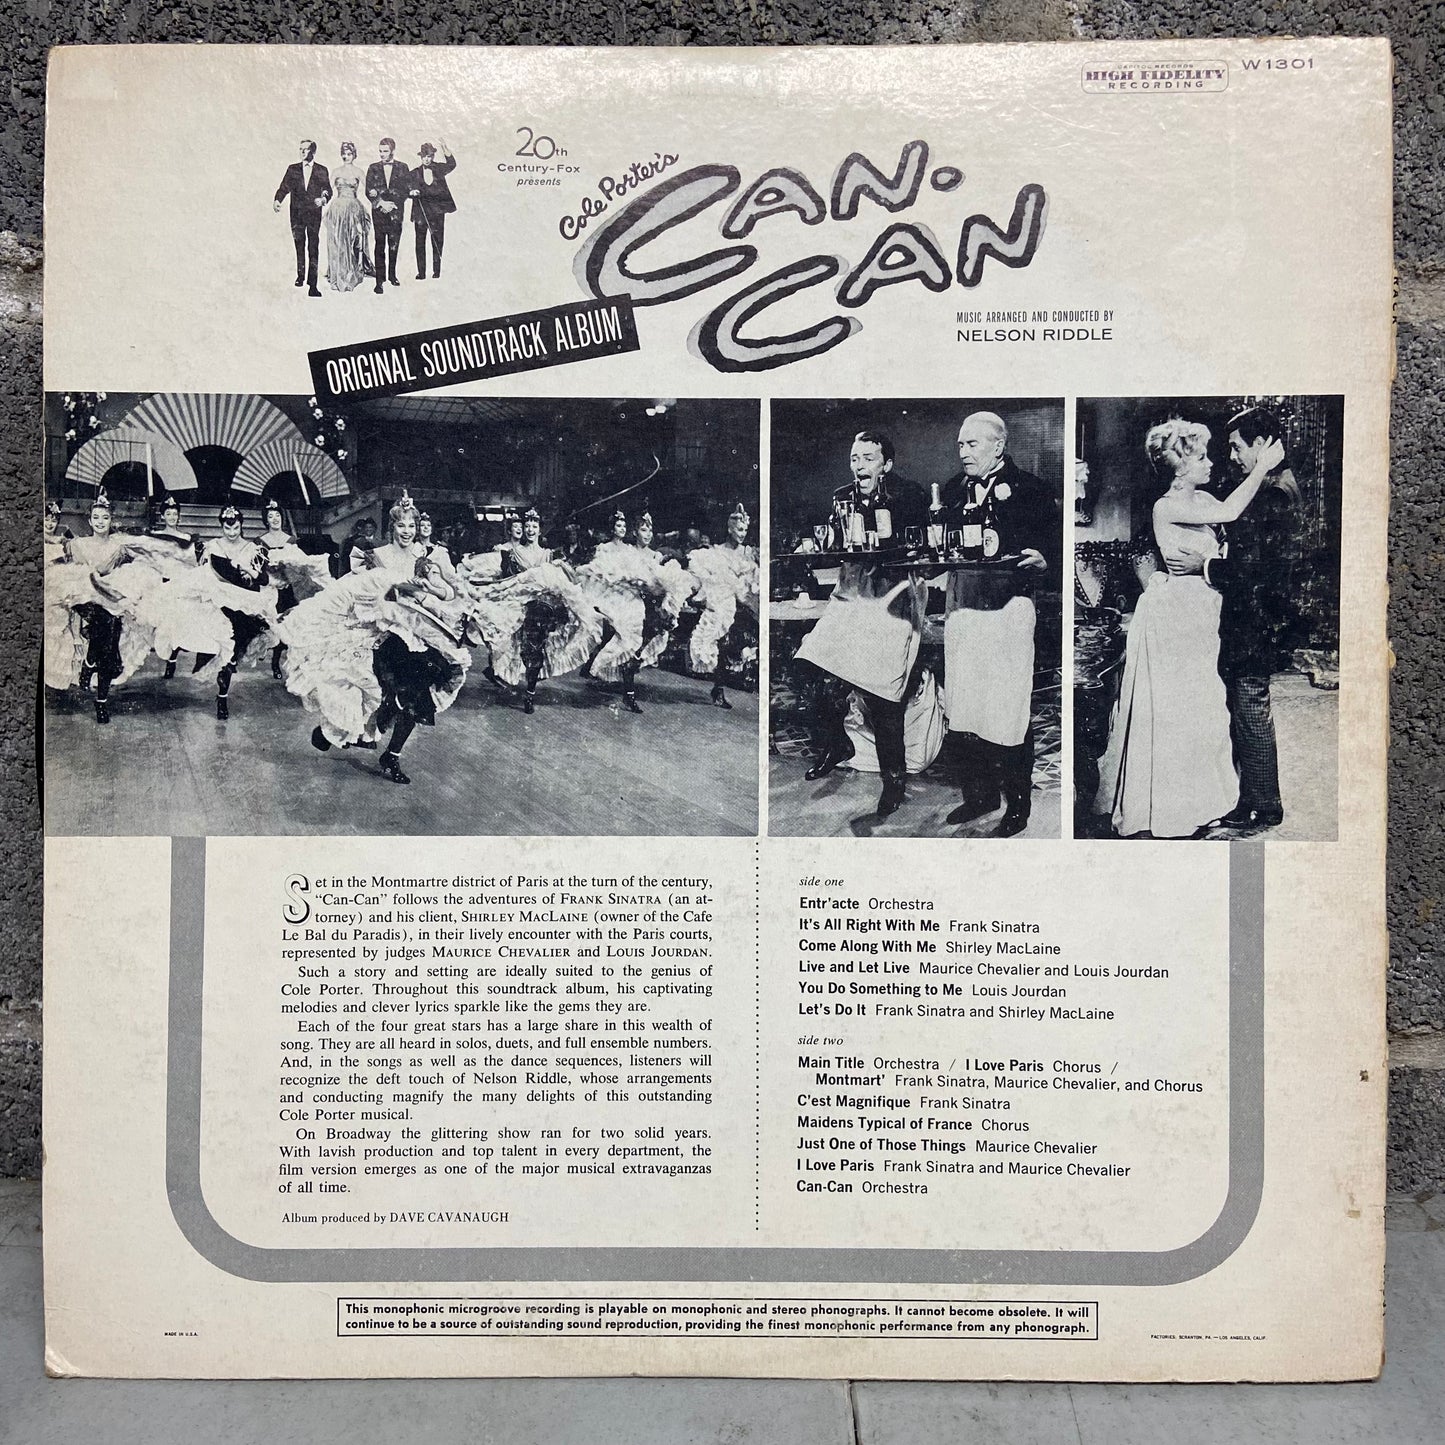 CAPITOL RECORDS
HIGH FIDELITY
RECORDING
W1301
20th
Century-Fox
presents
Cole Porter's
CAN·
CAN
ORIGINAL SOUNDTRACK ALBUM
MUSIC ARRANGED AND CONDUCTED BY
NELSON RIDDLE
Set in the Montmartre district of Paris at the turn of the century,
“Can-Can” follows the adventures of FRANK SINATRA (an at-
torney) and his client, SHIRLEY MACLAINE (owner of the Cafe
Le Bal du Paradis), in their lively encounter with the Paris courts,
represented by judges MAURICE CHEVALIER and LOUIS JOURDAN.
Such a story and setting are ideally suited to the genius of
Cole Porter. Throughout this soundtrack album, his captivating
melodies and clever lyrics sparkle like the gems they are.
Each of the four great stars has a large share in this wealth of
song. They are all heard in solos, duets, and full ensemble numbers.
And, in the songs as well as the dance sequences, listeners will
recognize the deft touch of Nelson Riddle, whose arrangements
and conducting magnify the many delights of this outstanding
Cole Porter musical.
On Broadway the glittering show ran for two solid years.
With lavish production and top talent in every department, the
film version emerges as one of the major musical extravaganzas
of all time.
Album produced by DAVE CAVANAUGH
side one
Entr'acte Orchestra
It's All Right With Me Frank Sinatra
Come Along With Me Shirley MacLaine
Live and Let Live Maurice Chevalier and Louis Jourdan
You Do Something to Me Louis Jourdan
Let's Do It Frank Sinatra and Shirley MacLaine
side two
Main Title Orchestra / I Love Paris Chorus /
Montmart' Frank Sinatra, Maurice Chevalier, and Chorus
C'est Magnifique Frank Sinatra
Maidens Typical of France Chorus
Just One of Those Things Maurice Chevalier
I Love Paris Frank Sinatra and Maurice Chevalier
Can-Can Orchestra
This monophonic microgroove recording is playable on monophonic and stereo phonographs. It cannot become obsolete. It will
continue to be a source of outstanding sound reproduction, providing the finest monophonic performance from any phonograph.
MADE IN U.S.A.
FACTORIES: SCRANTON, PA. — LOS ANGELES, CALIF.